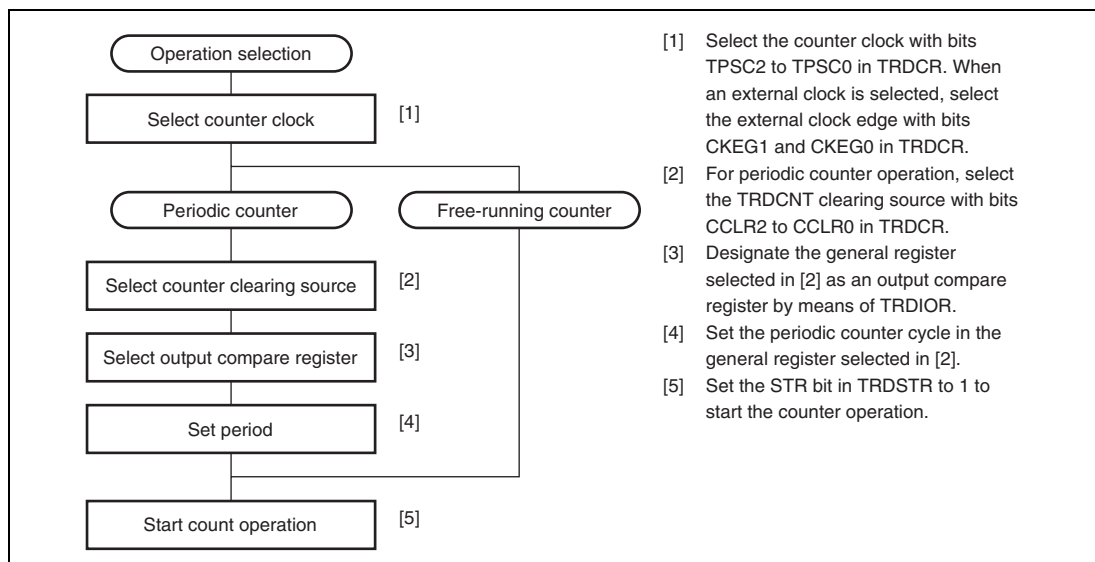 Operation selection
Select counter clock
[1]
Periodic counter
Free-running counter
Select counter clearing source
[2]
Select output compare register
[3]
Set period
[4]
Start count operation
[5]
[1] Select the counter clock with bits
TPSC2 to TPSC0 in TRDCR. When
an external clock is selected, select
the external clock edge with bits
CKEG1 and CKEG0 in TRDCR.
[2] For periodic counter operation, select
the TRDCNT clearing source with bits
CCLR2 to CCLR0 in TRDCR.
[3] Designate the general register
selected in [2] as an output compare
register by means of TRDIOR.
[4] Set the periodic counter cycle in the
general register selected in [2].
[5] Set the STR bit in TRDSTR to 1 to
start the counter operation.